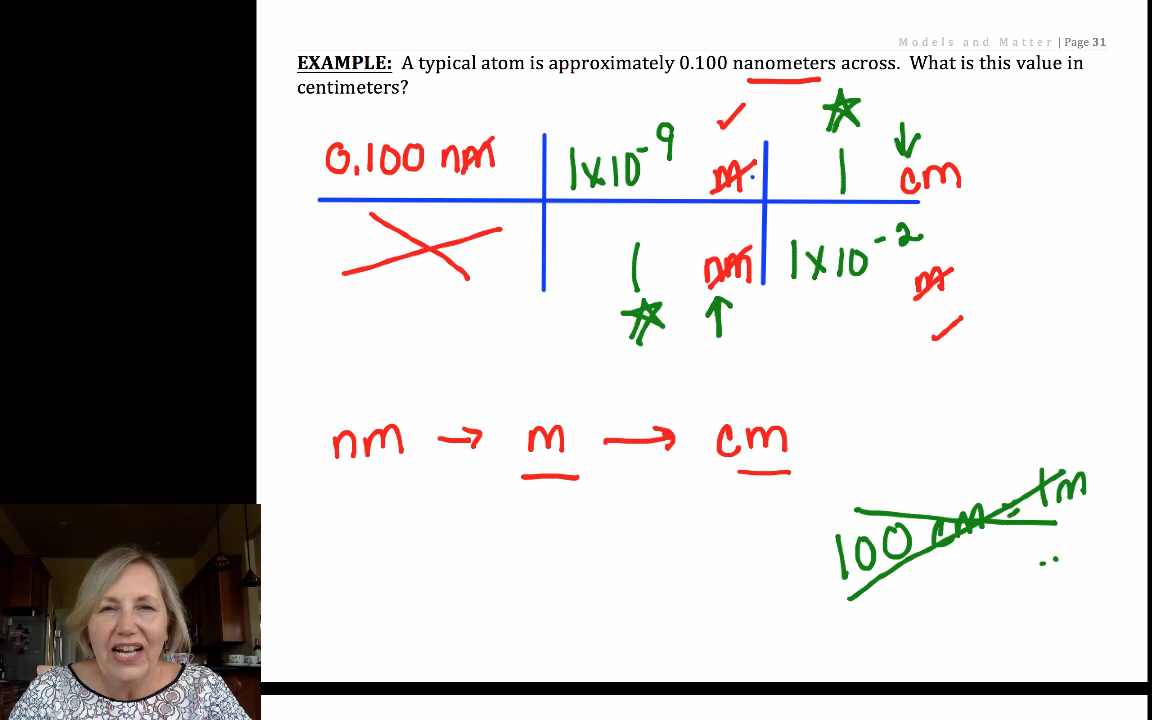 Models and Matter | Page 31
EXAMPLE: A typical atom is approximately 0.100 nanometers across. What is this value in
centimeters?
0.100 nm 1x10⁻⁹ m 1 cm
1 nm 1x10⁻² m
nm → m → cm
100 cm = 1m